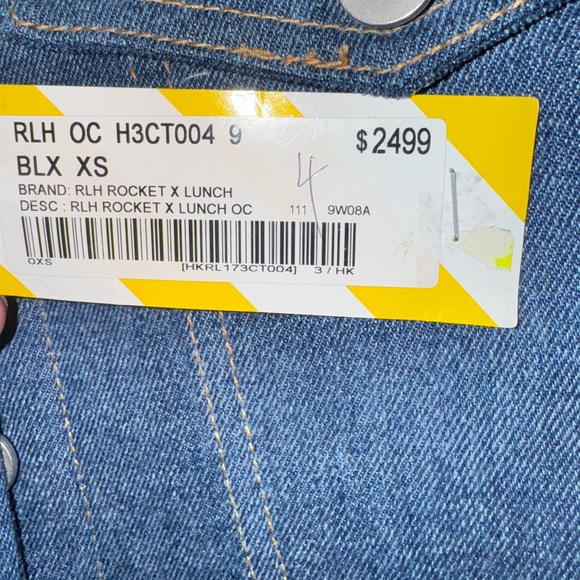 RLH OC H3CT004 9 $2499
BLX XS
BRAND: RLH ROCKET X LUNCH
DESC : RLH ROCKET X LUNCH OC 111 4 9W08A
0XS [HKRL173CT004] 3 / HK